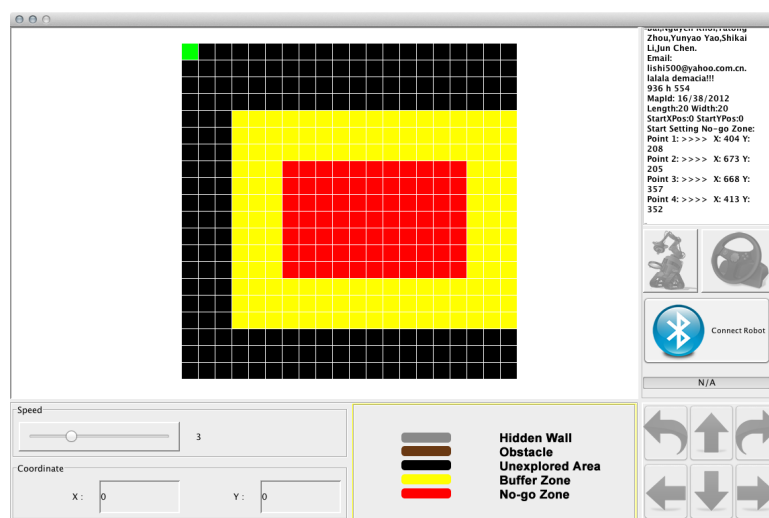 Zhou,Yunyao Yao,Shikai
Li,Jun Chen.
Email:
lishi500@yahoo.com.cn.
lalala demacia!!!
936 h 554
MapId: 16/38/2012
Length:20 Width:20
StartXPos:0 StartYPos:0
Start Setting No-go Zone:
Point 1: >>>> X: 404 Y:
208
Point 2: >>>> X: 673 Y:
205
Point 3: >>>> X: 668 Y:
357
Point 4: >>>> X: 413 Y:
352
Connect Robot
N/A
Speed
3
Coordinate
X : 0
Y : 0
Hidden Wall
Obstacle
Unexplored Area
Buffer Zone
No-go Zone